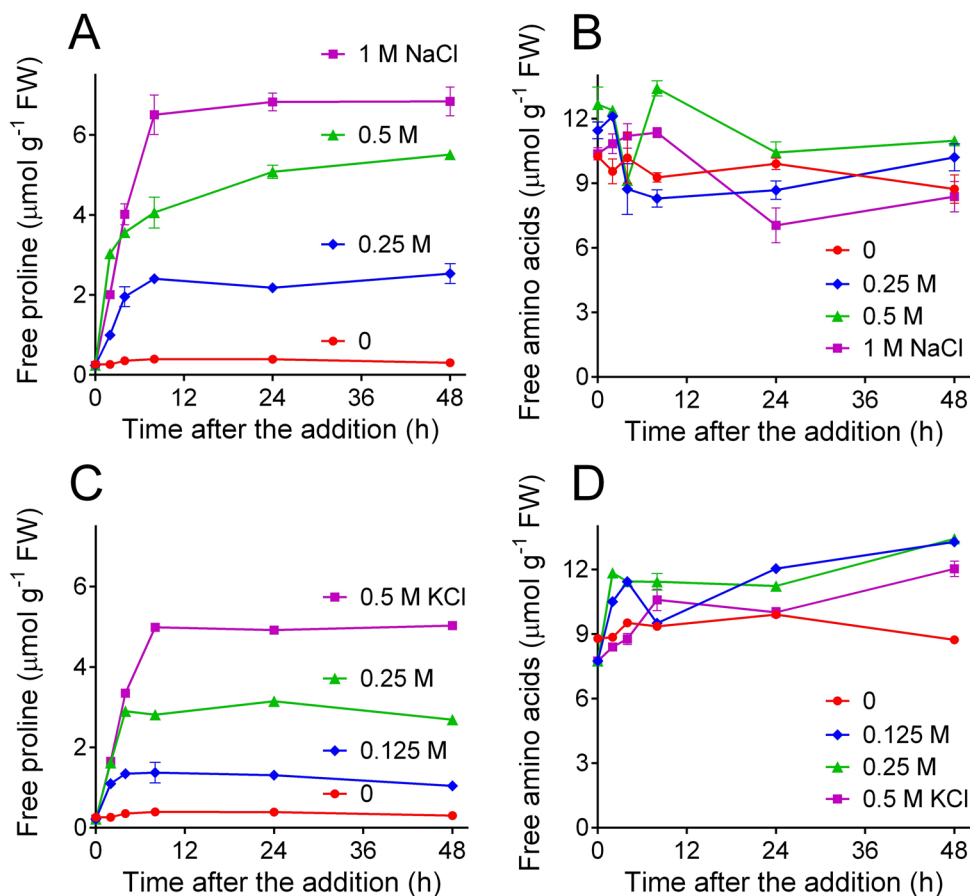 A
Free proline (μmol g⁻¹ FW)
6
4
2
0
1 M NaCl
0.5 M
0.25 M
0
0 12 24 36 48
Time after the addition (h)
B
Free amino acids (μmol g⁻¹ FW)
12
9
6
3
0
0
0.25 M
0.5 M
1 M NaCl
0 12 24 36 48
Time after the addition (h)
C
Free proline (μmol g⁻¹ FW)
6
4
2
0
0.5 M KCl
0.25 M
0.125 M
0
0 12 24 36 48
Time after the addition (h)
D
Free amino acids (μmol g⁻¹ FW)
12
9
6
3
0
0
0.125 M
0.25 M
0.5 M KCl
0 12 24 36 48
Time after the addition (h)